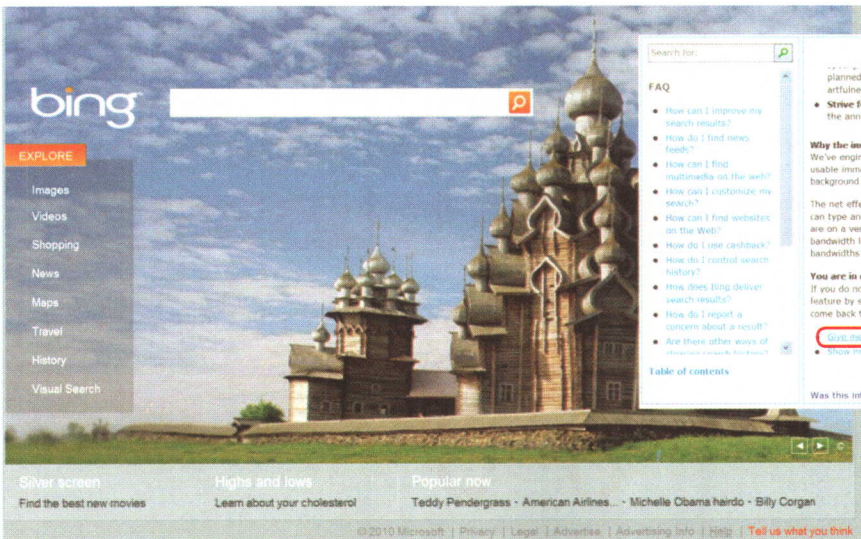 bing
EXPLORE
Images
Videos
Shopping
News
Maps
Travel
History
Visual Search
Search for:
FAQ
• How can I improve my
search results?
• How do I find news
feeds?
• How can I find
multimedia on the web?
• How can I customize my
search?
• How can I find websites
on the Web?
• How do I use cashback?
• How do I control search
history?
• How does Bing deliver
search results?
• How do I report a
concern about a result?
• Are there other ways of
Table of contents
planned
artfulne
• Strive f
the ann
Why the im
We've engin
usable imm
background
The net effe
can type an
are on a ver
bandwidth l
bandwidths
You are in c
If you do no
feature by s
come back t
Give me
• Show m
Was this in
©
Silver screen
Find the best new movies
Highs and lows
Learn about your cholesterol
Popular now
Teddy Pendergrass - American Airlines... - Michelle Obama hairdo - Billy Corgan
© 2010 Microsoft | Privacy | Legal | Advertise | Advertising Info | Help | Tell us what you think